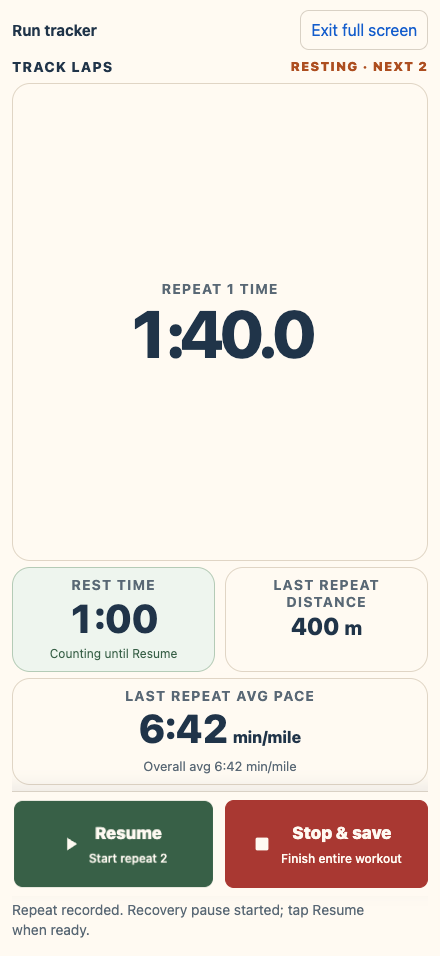 Run tracker
Exit full screen
TRACK LAPS
RESTING · NEXT 2
REPEAT 1 TIME
1:40.0
REST TIME
1:00
Counting until Resume
LAST REPEAT
DISTANCE
400 m
LAST REPEAT AVG PACE
6:42 min/mile
Overall avg 6:42 min/mile
Resume
Start repeat 2
Stop & save
Finish entire workout
Repeat recorded. Recovery pause started; tap Resume
when ready.